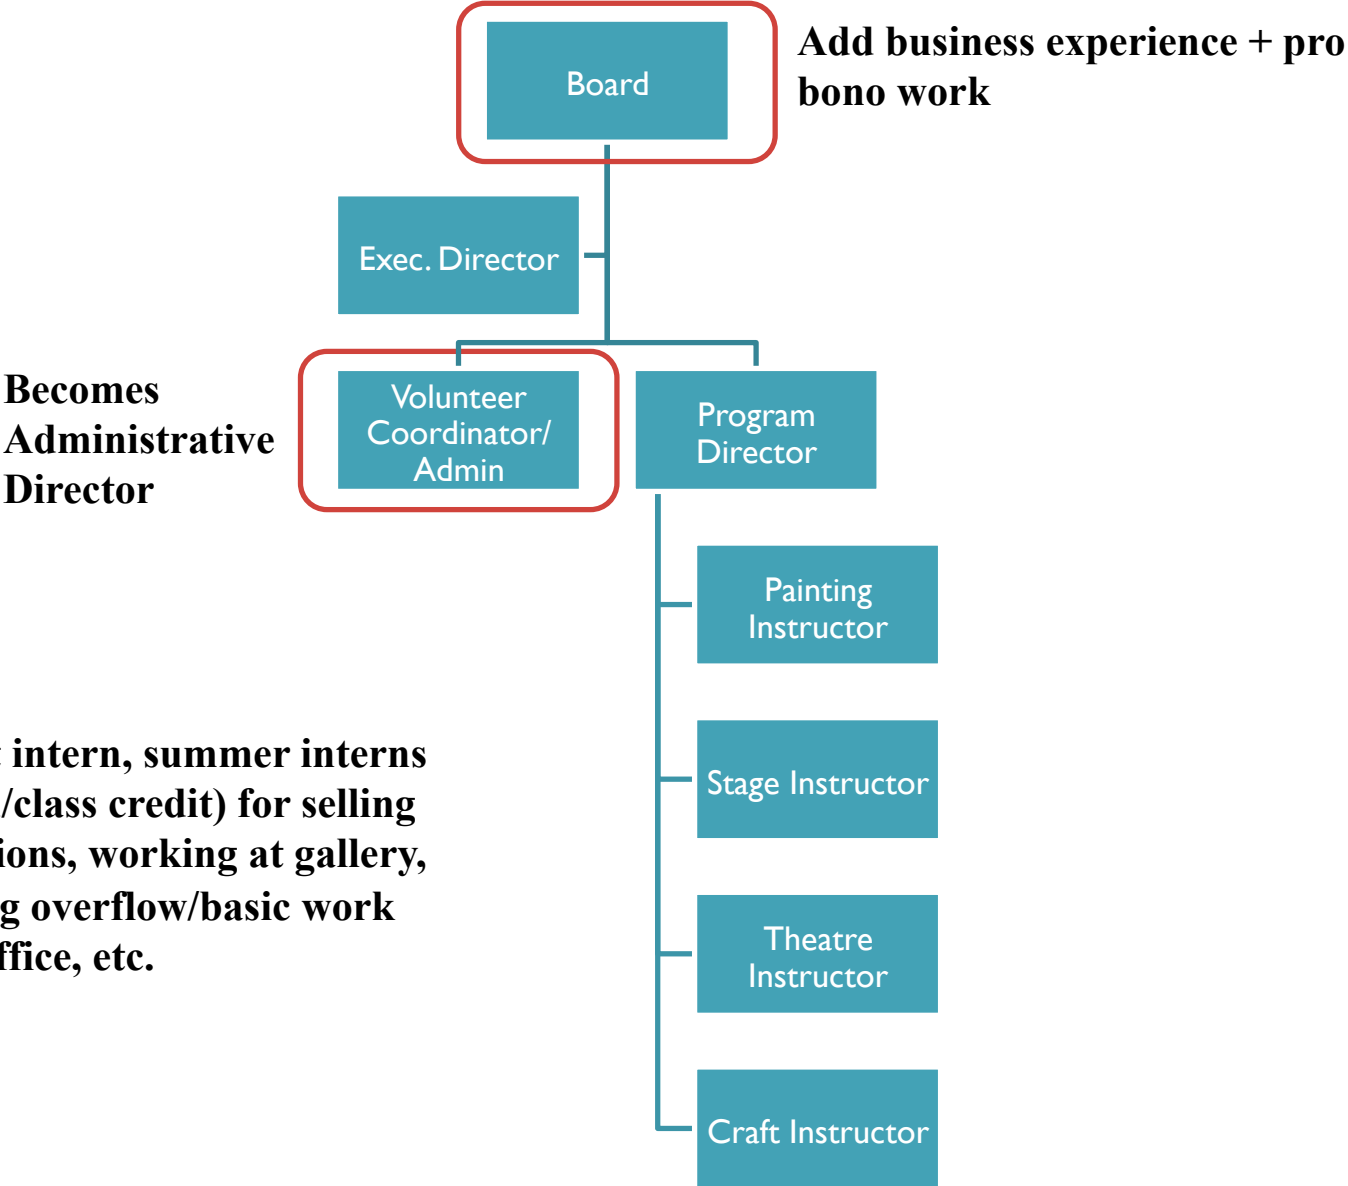 Board
Add business experience + pro
bono work
Exec. Director
Becomes
Administrative
Director
Volunteer
Coordinator/
Admin
Program
Director
Painting
Instructor
Stage Instructor
Theatre
Instructor
Craft Instructor
intern, summer interns
/class credit) for selling
working at gallery,
overflow/basic work
etc.